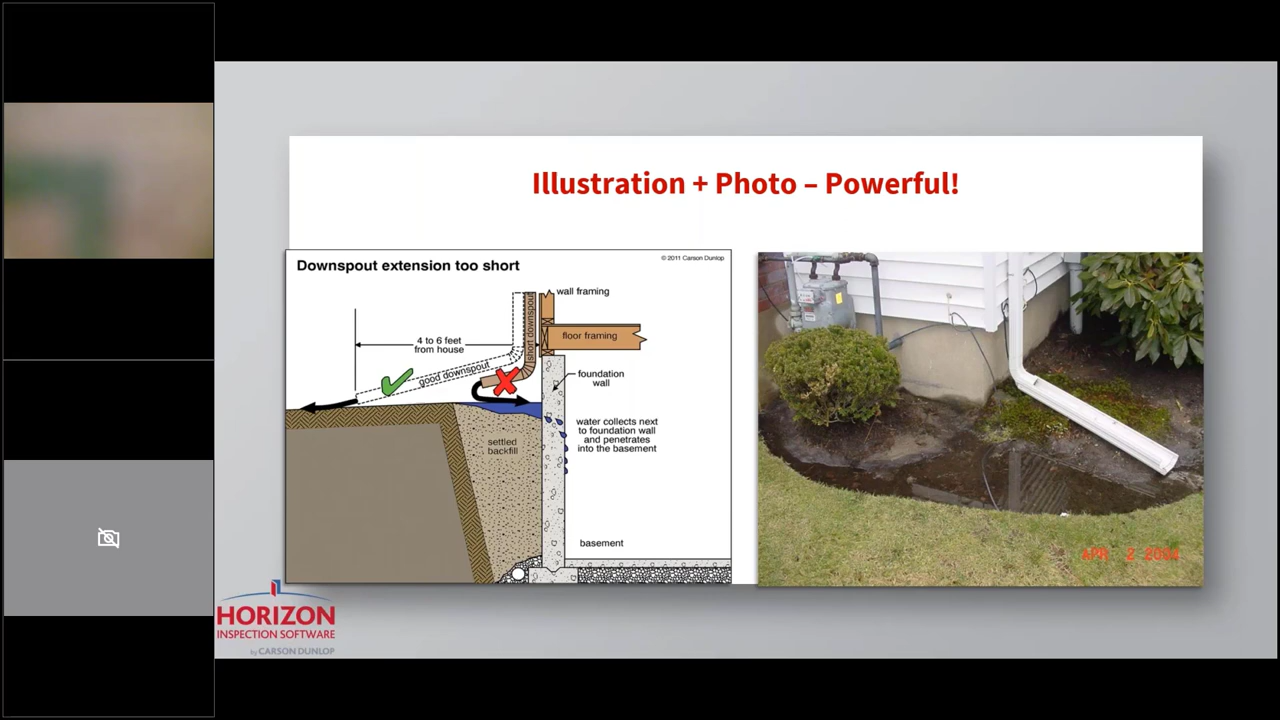 Illustration + Photo – Powerful!
Downspout extension too short
© 2011 Carson Dunlop
wall framing
short downspout
floor framing
4 to 6 feet
from house
good downspout
foundation
wall
water collects next
to foundation wall
and penetrates
into the basement
settled
backfill
basement
APR 2 2004
HORIZON
INSPECTION SOFTWARE
by CARSON DUNLOP